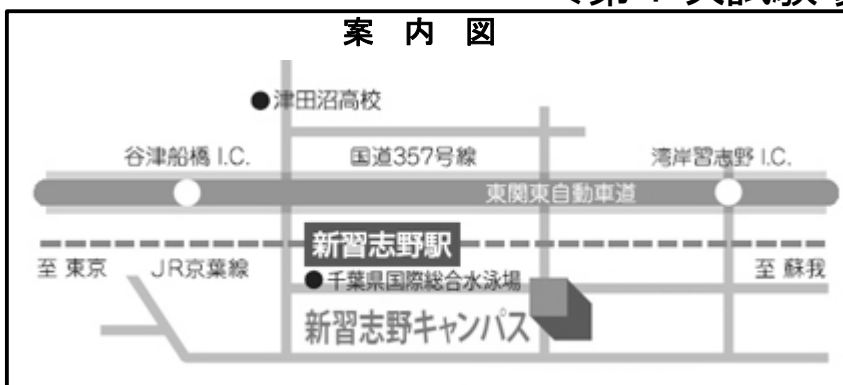 案 内 図
津田沼高校
谷津船橋 I.C.
国道357号線
湾岸習志野 I.C.
東関東自動車道
新習志野駅
至 東京
JR京葉線
至 蘇我
千葉県国際総合水泳場
新習志野キャンパス